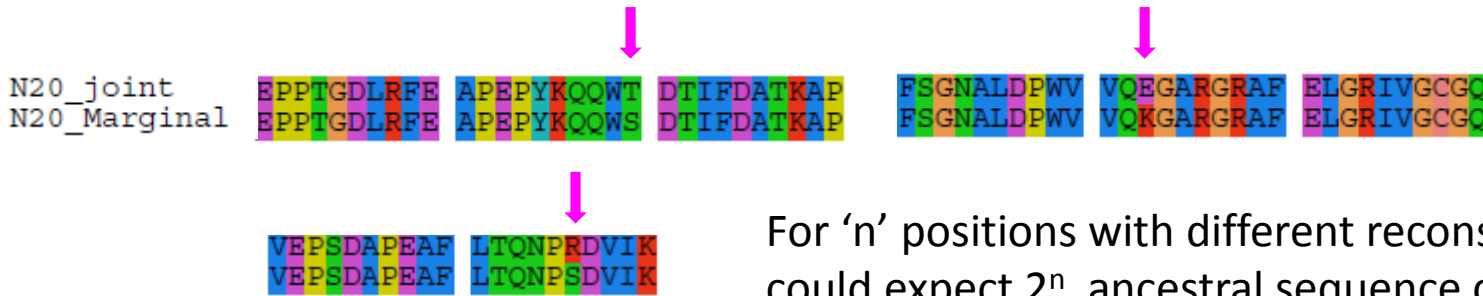 N20_joint EPPTGDLRFE APEPYKQQWT DTIFDATKAP FSGNALDPWV VQEGARGRAF ELGRIVGCGQ
N20_Marginal EPPTGDLRFE APEPYKQQWS DTIFDATKAP FSGNALDPWV VQKGARGRAF ELGRIVGCGQ
VEPSDAPEAF LTQNPRDVIK
VEPSDAPEAF LTQNPSDVIK
For ‘n’ positions with different recons
could expect 2ⁿ ancestral sequence